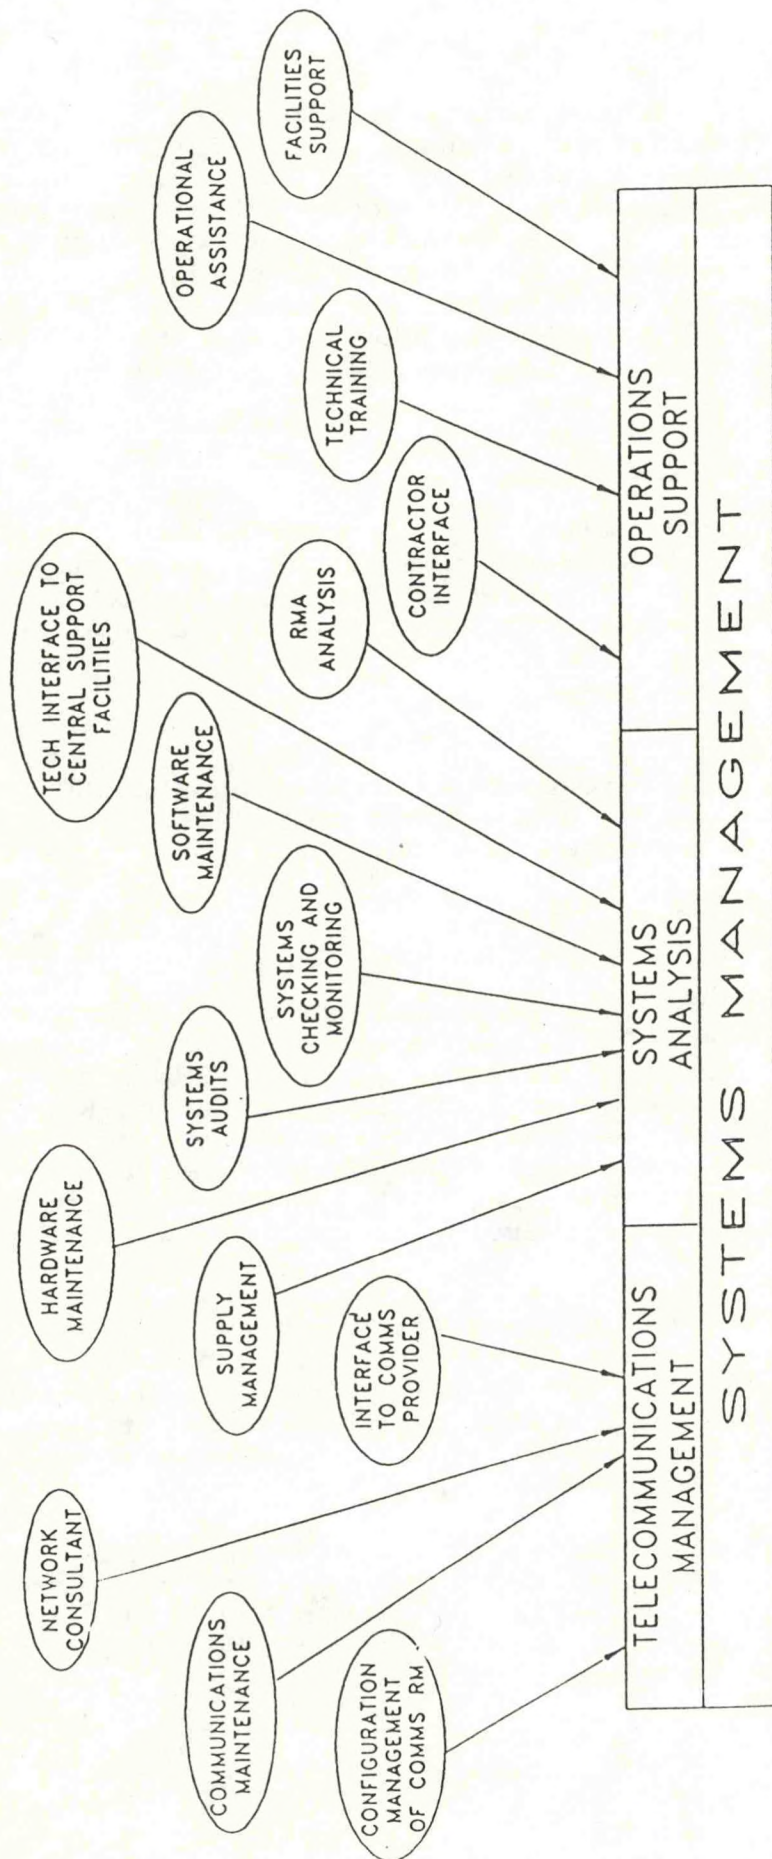 NETWORK
CONSULTANT
COMMUNICATIONS
MAINTENANCE
CONFIGURATION
MANAGEMENT
OF COMMS RM
INTERFACE
TO COMMS
PROVIDER
HARDWARE
MAINTENANCE
SUPPLY
MANAGEMENT
SYSTEMS
AUDITS
SYSTEMS
CHECKING AND
MONITORING
SOFTWARE
MAINTENANCE
TECH INTERFACE TO
CENTRAL SUPPORT
FACILITIES
RMA
ANALYSIS
CONTRACTOR
INTERFACE
TECHNICAL
TRAINING
OPERATIONAL
ASSISTANCE
FACILITIES
SUPPORT
TELECOMMUNICATIONS
MANAGEMENT
SYSTEMS
ANALYSIS
OPERATIONS
SUPPORT
SYSTEMS MANAGEMENT